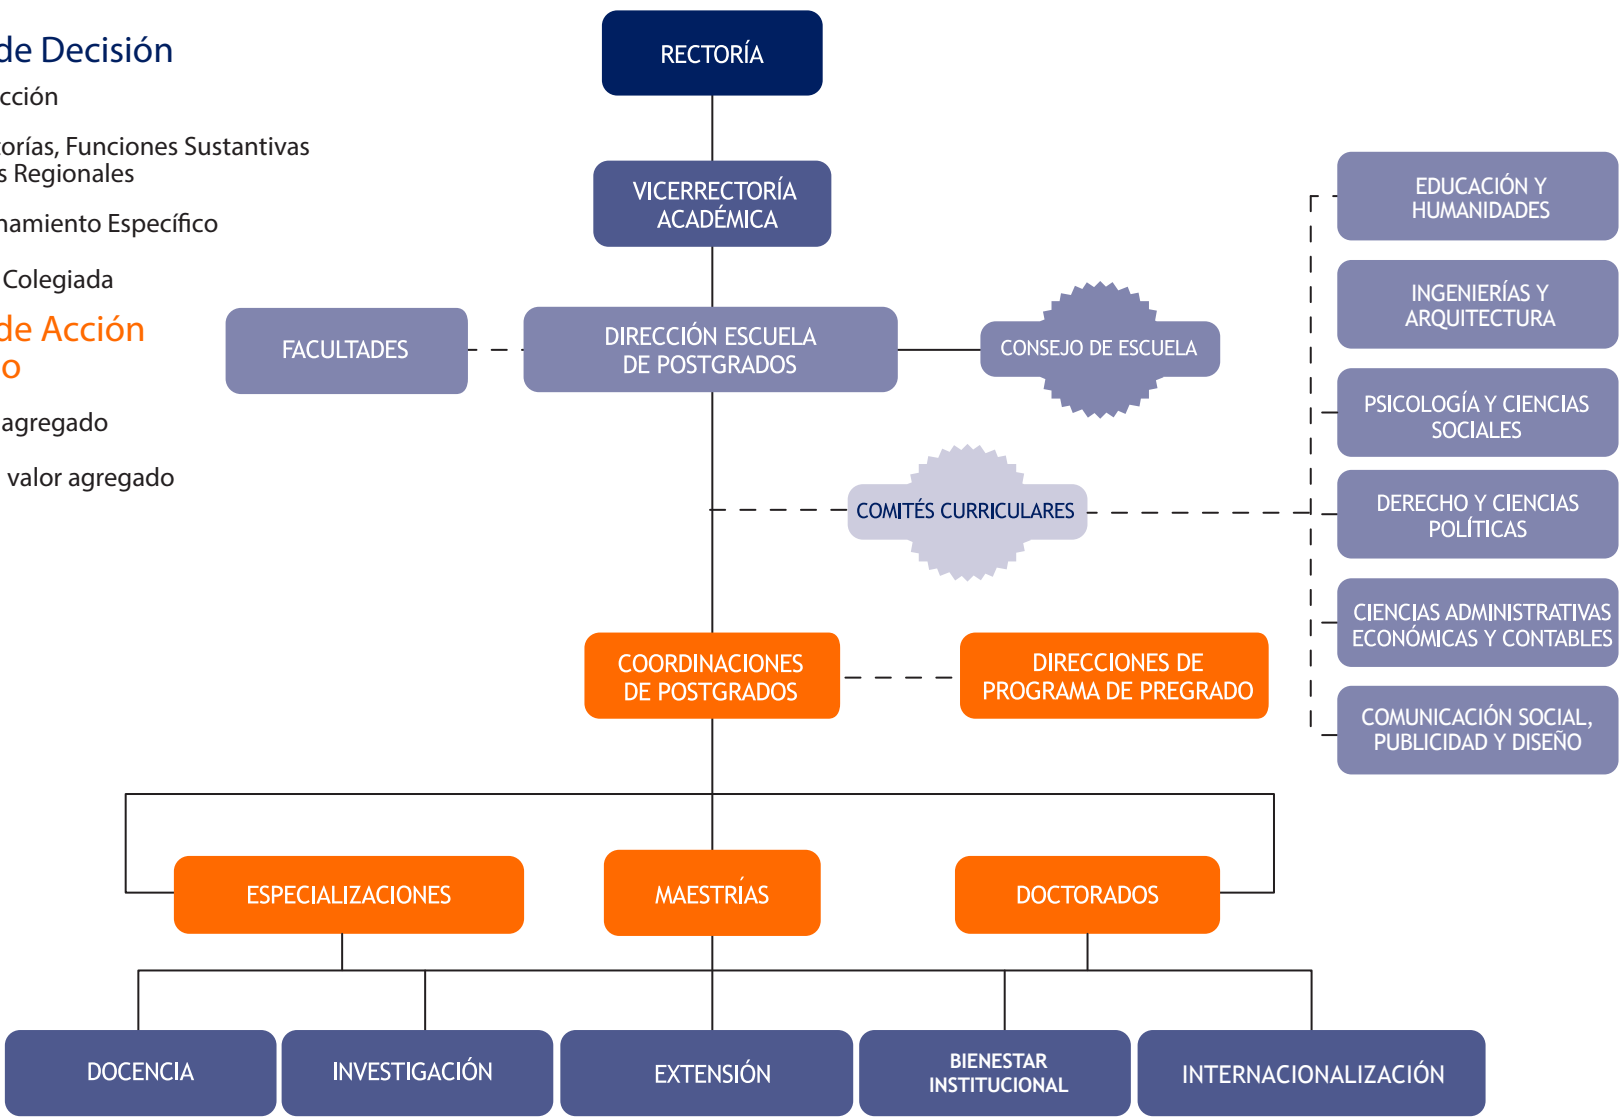 de Decisión
cción
torías, Funciones Sustantivas
s Regionales
namiento Específico
Colegiada
de Acción
o
agregado
valor agregado
RECTORÍA
VICERRECTORÍA
ACADÉMICA
FACULTADES
DIRECCIÓN ESCUELA
DE POSTGRADOS
CONSEJO DE ESCUELA
COMITÉS CURRICULARES
EDUCACIÓN Y
HUMANIDADES
INGENIERÍAS Y
ARQUITECTURA
PSICOLOGÍA Y CIENCIAS
SOCIALES
DERECHO Y CIENCIAS
POLÍTICAS
CIENCIAS ADMINISTRATIVAS
ECONÓMICAS Y CONTABLES
COMUNICACIÓN SOCIAL,
PUBLICIDAD Y DISEÑO
COORDINACIONES
DE POSTGRADOS
DIRECCIONES DE
PROGRAMA DE PREGRADO
ESPECIALIZACIONES
MAESTRÍAS
DOCTORADOS
DOCENCIA
INVESTIGACIÓN
EXTENSIÓN
BIENESTAR
INSTITUCIONAL
INTERNACIONALIZACIÓN